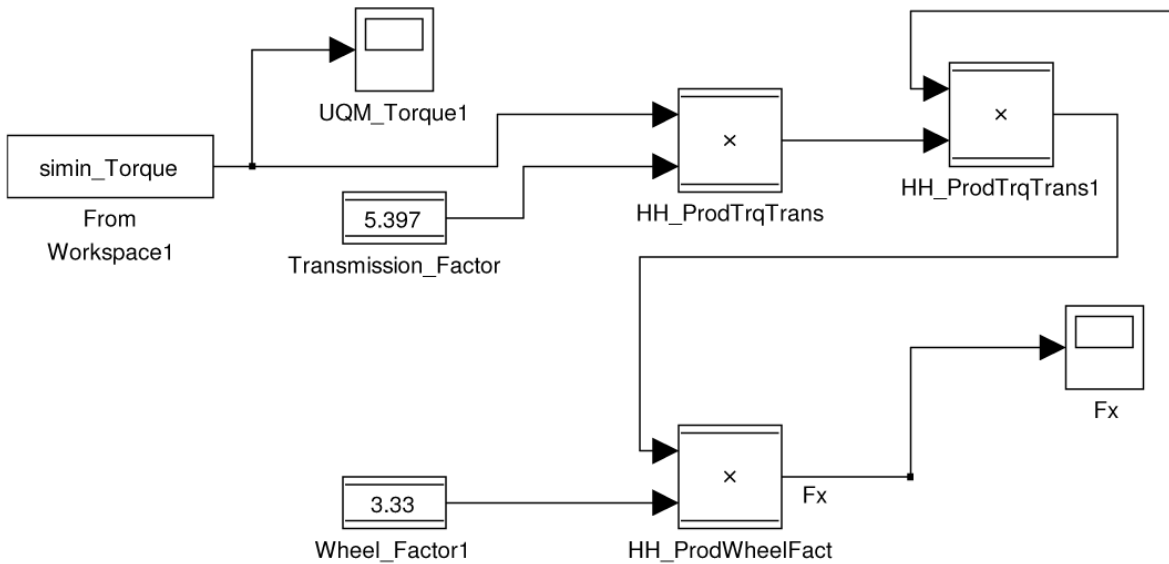 UQM_Torque1
simin_Torque
From
Workspace1
5.397
Transmission_Factor
×
HH_ProdTrqTrans
×
HH_ProdTrqTrans1
Fx
3.33
Wheel_Factor1
×
HH_ProdWheelFact
Fx